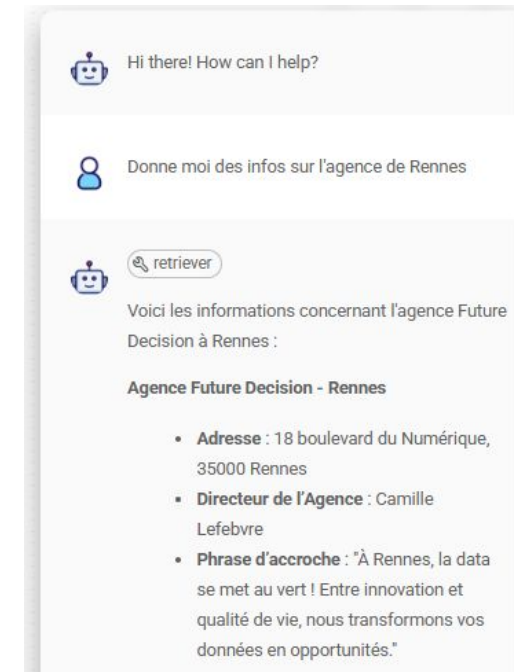 Hi there! How can I help?
Donne moi des infos sur l'agence de Rennes
retriever
Voici les informations concernant l'agence Future
Decision à Rennes :
Agence Future Decision - Rennes
• Adresse : 18 boulevard du Numérique,
35000 Rennes
• Directeur de l’Agence : Camille
Lefebvre
• Phrase d’accroche : "À Rennes, la data
se met au vert ! Entre innovation et
qualité de vie, nous transformons vos
données en opportunités."